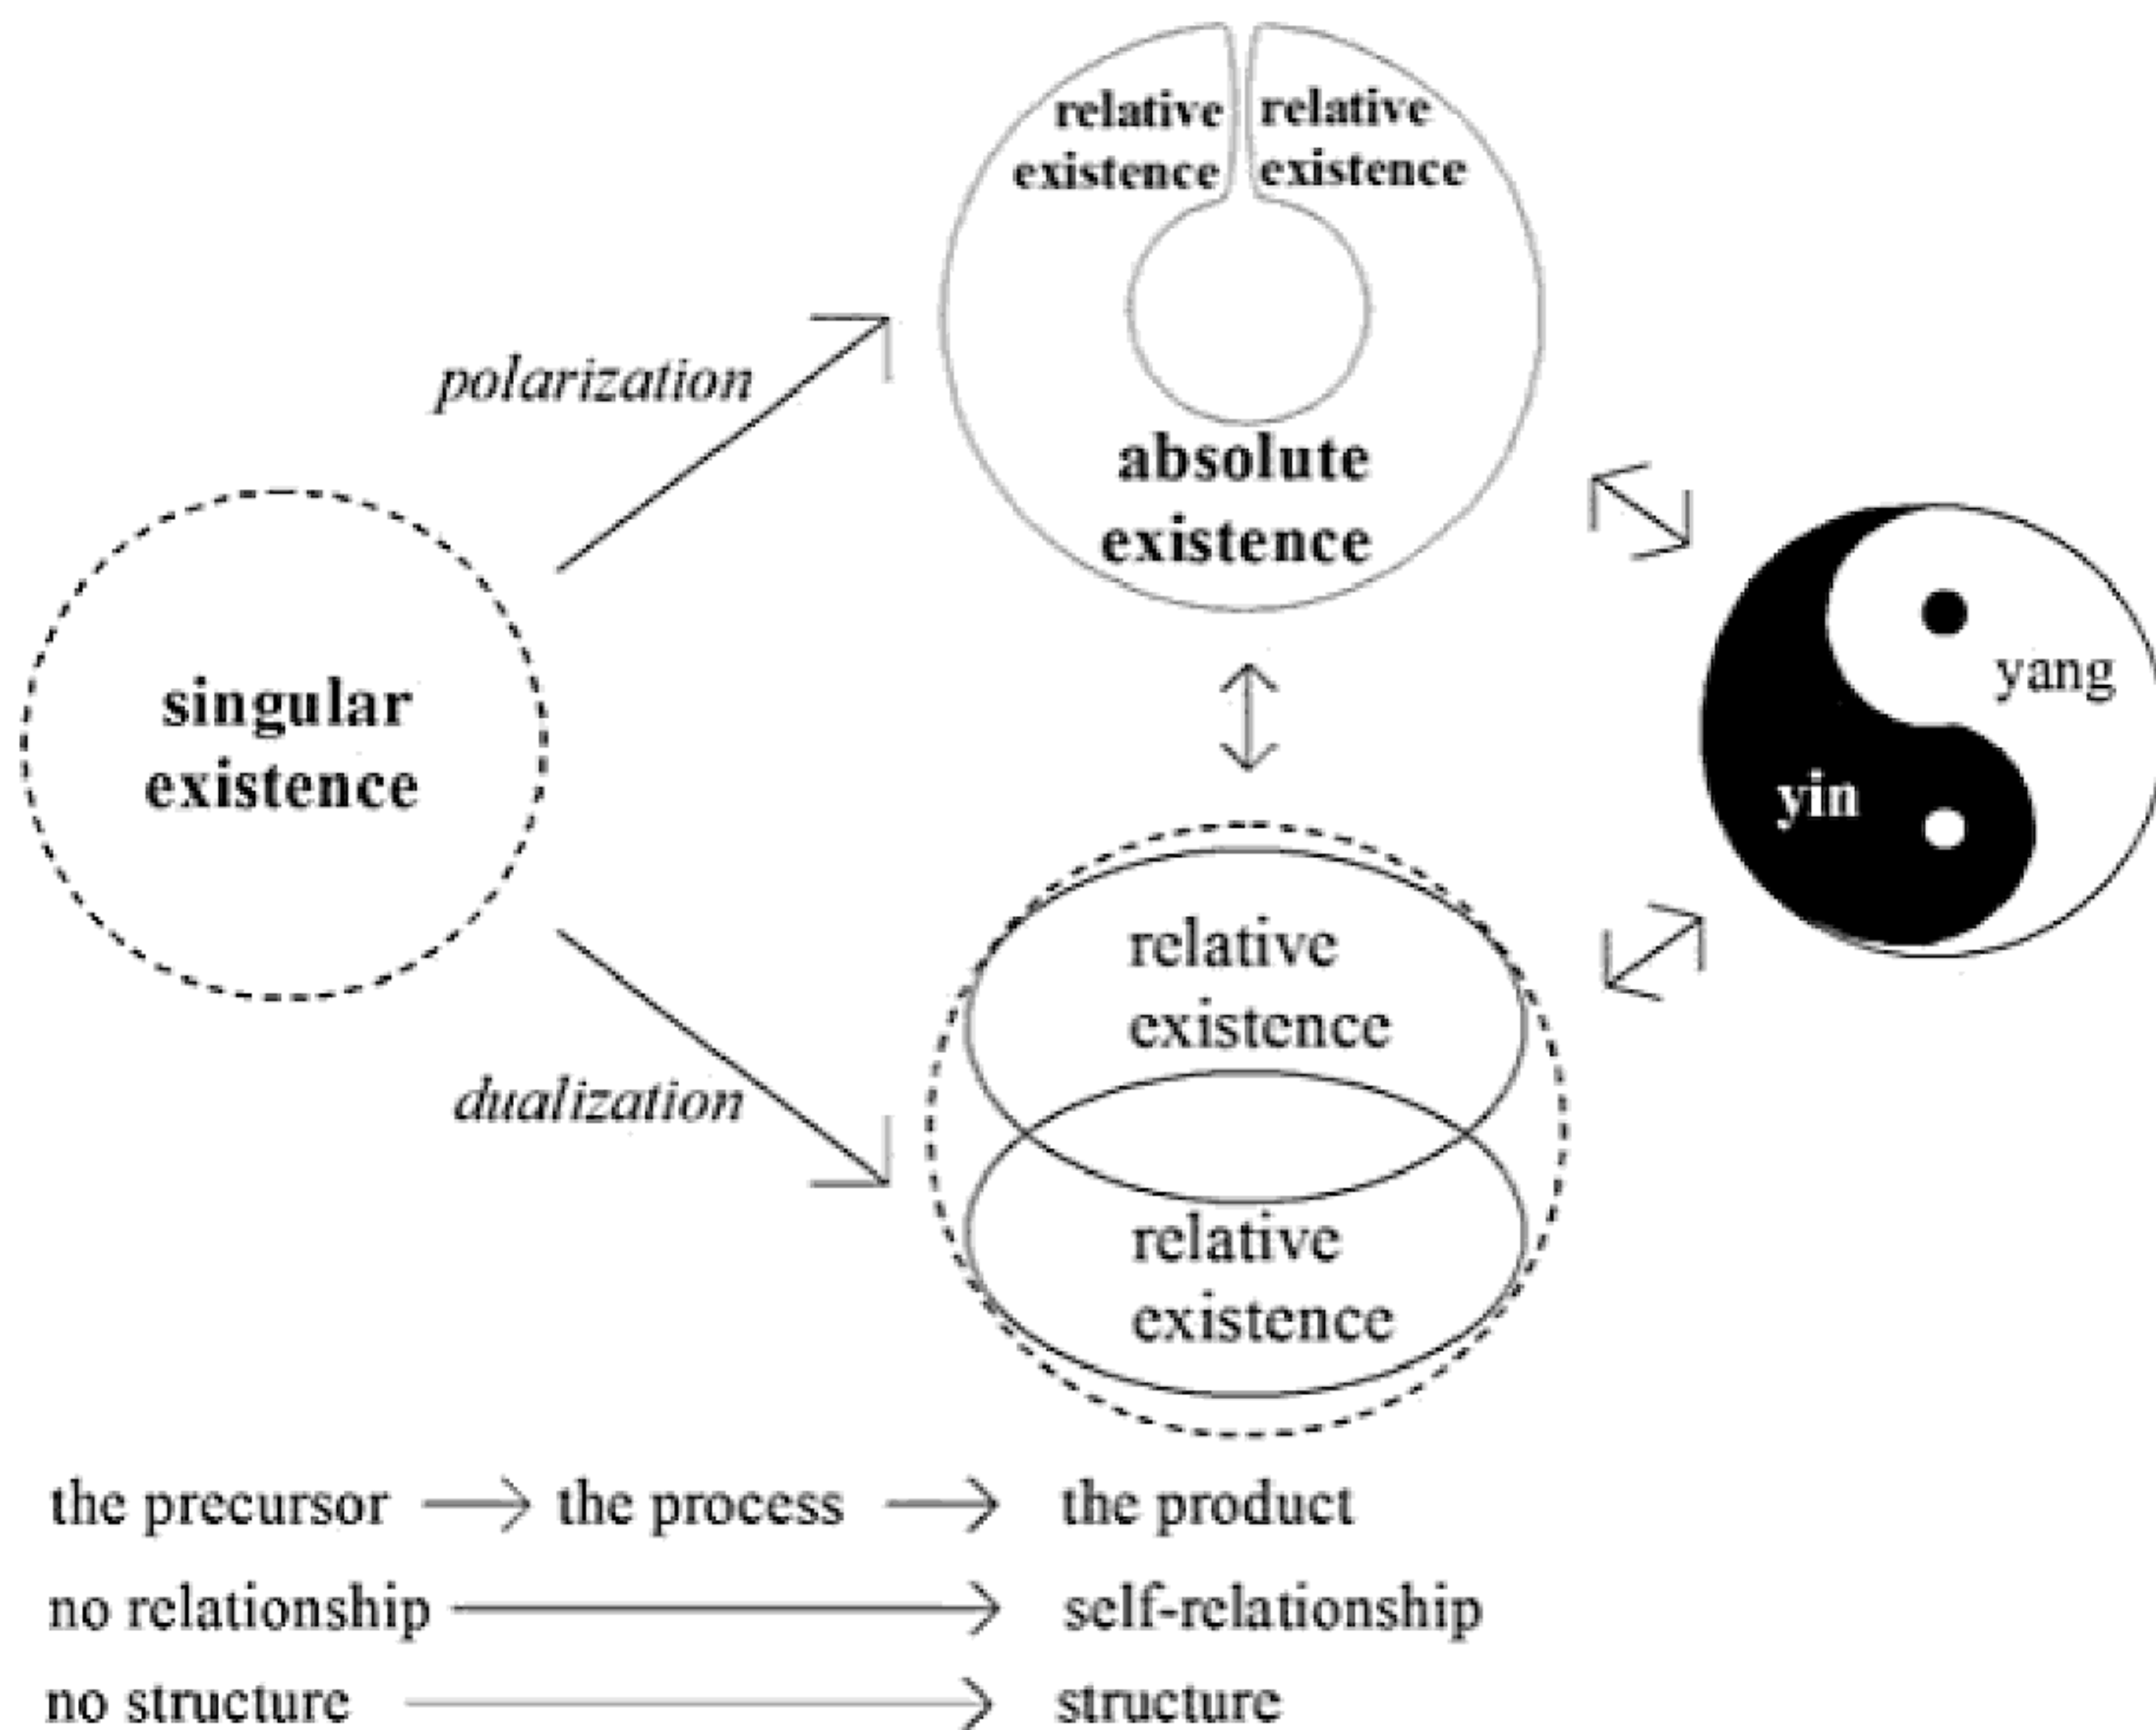 relative relative
existence existence
polarization
absolute
existence
singular
existence
yang
yin
relative
existence
dualization
relative
existence
the precursor the process the product
no relationship self-relationship
no structure structure